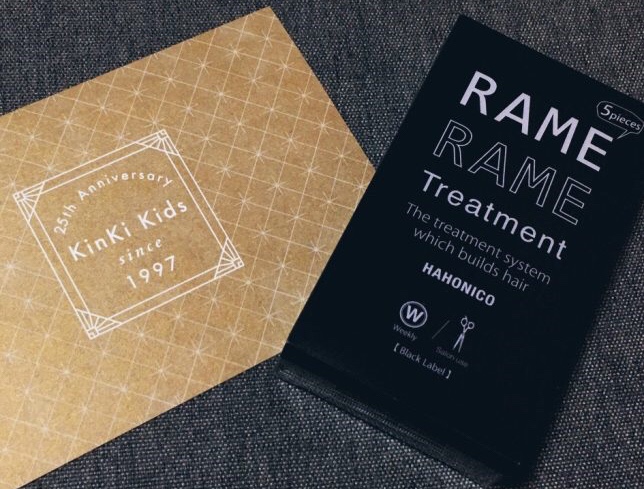 25th Anniversary
KinKi Kids
since
1997
5pieces
RAME
RAME
Treatment
The treatment system
which builds hair
HAHONICO
W
Weekly / Salon use
【Black Label】